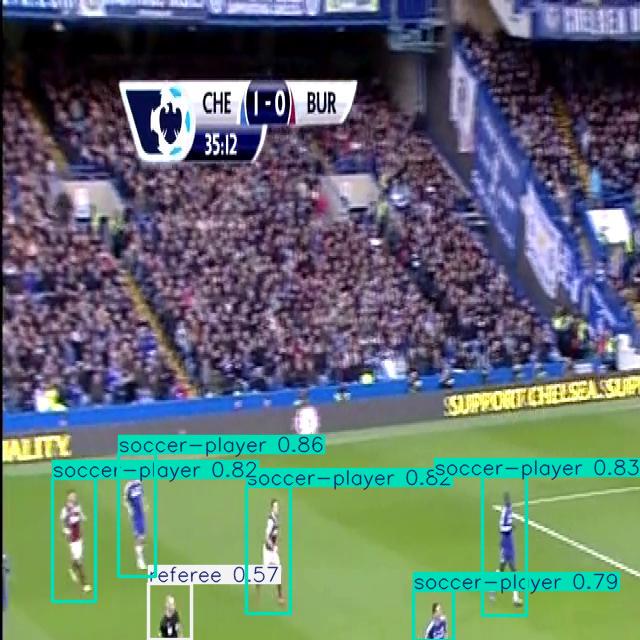 CHE 1-0 BUR
35:12
SUPPORT CHELSEA. SUP
ALITY.
soccer-player 0.86
soccer-player 0.82
soccer-player 0.82
soccer-player 0.83
referee 0.57
soccer-player 0.79